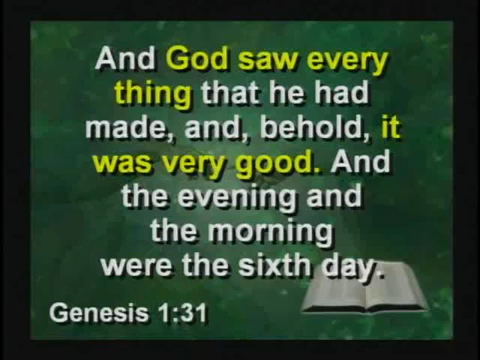 And God saw every
thing that he had
made, and, behold, it
was very good. And
the evening and
the morning
were the sixth day.
Genesis 1:31